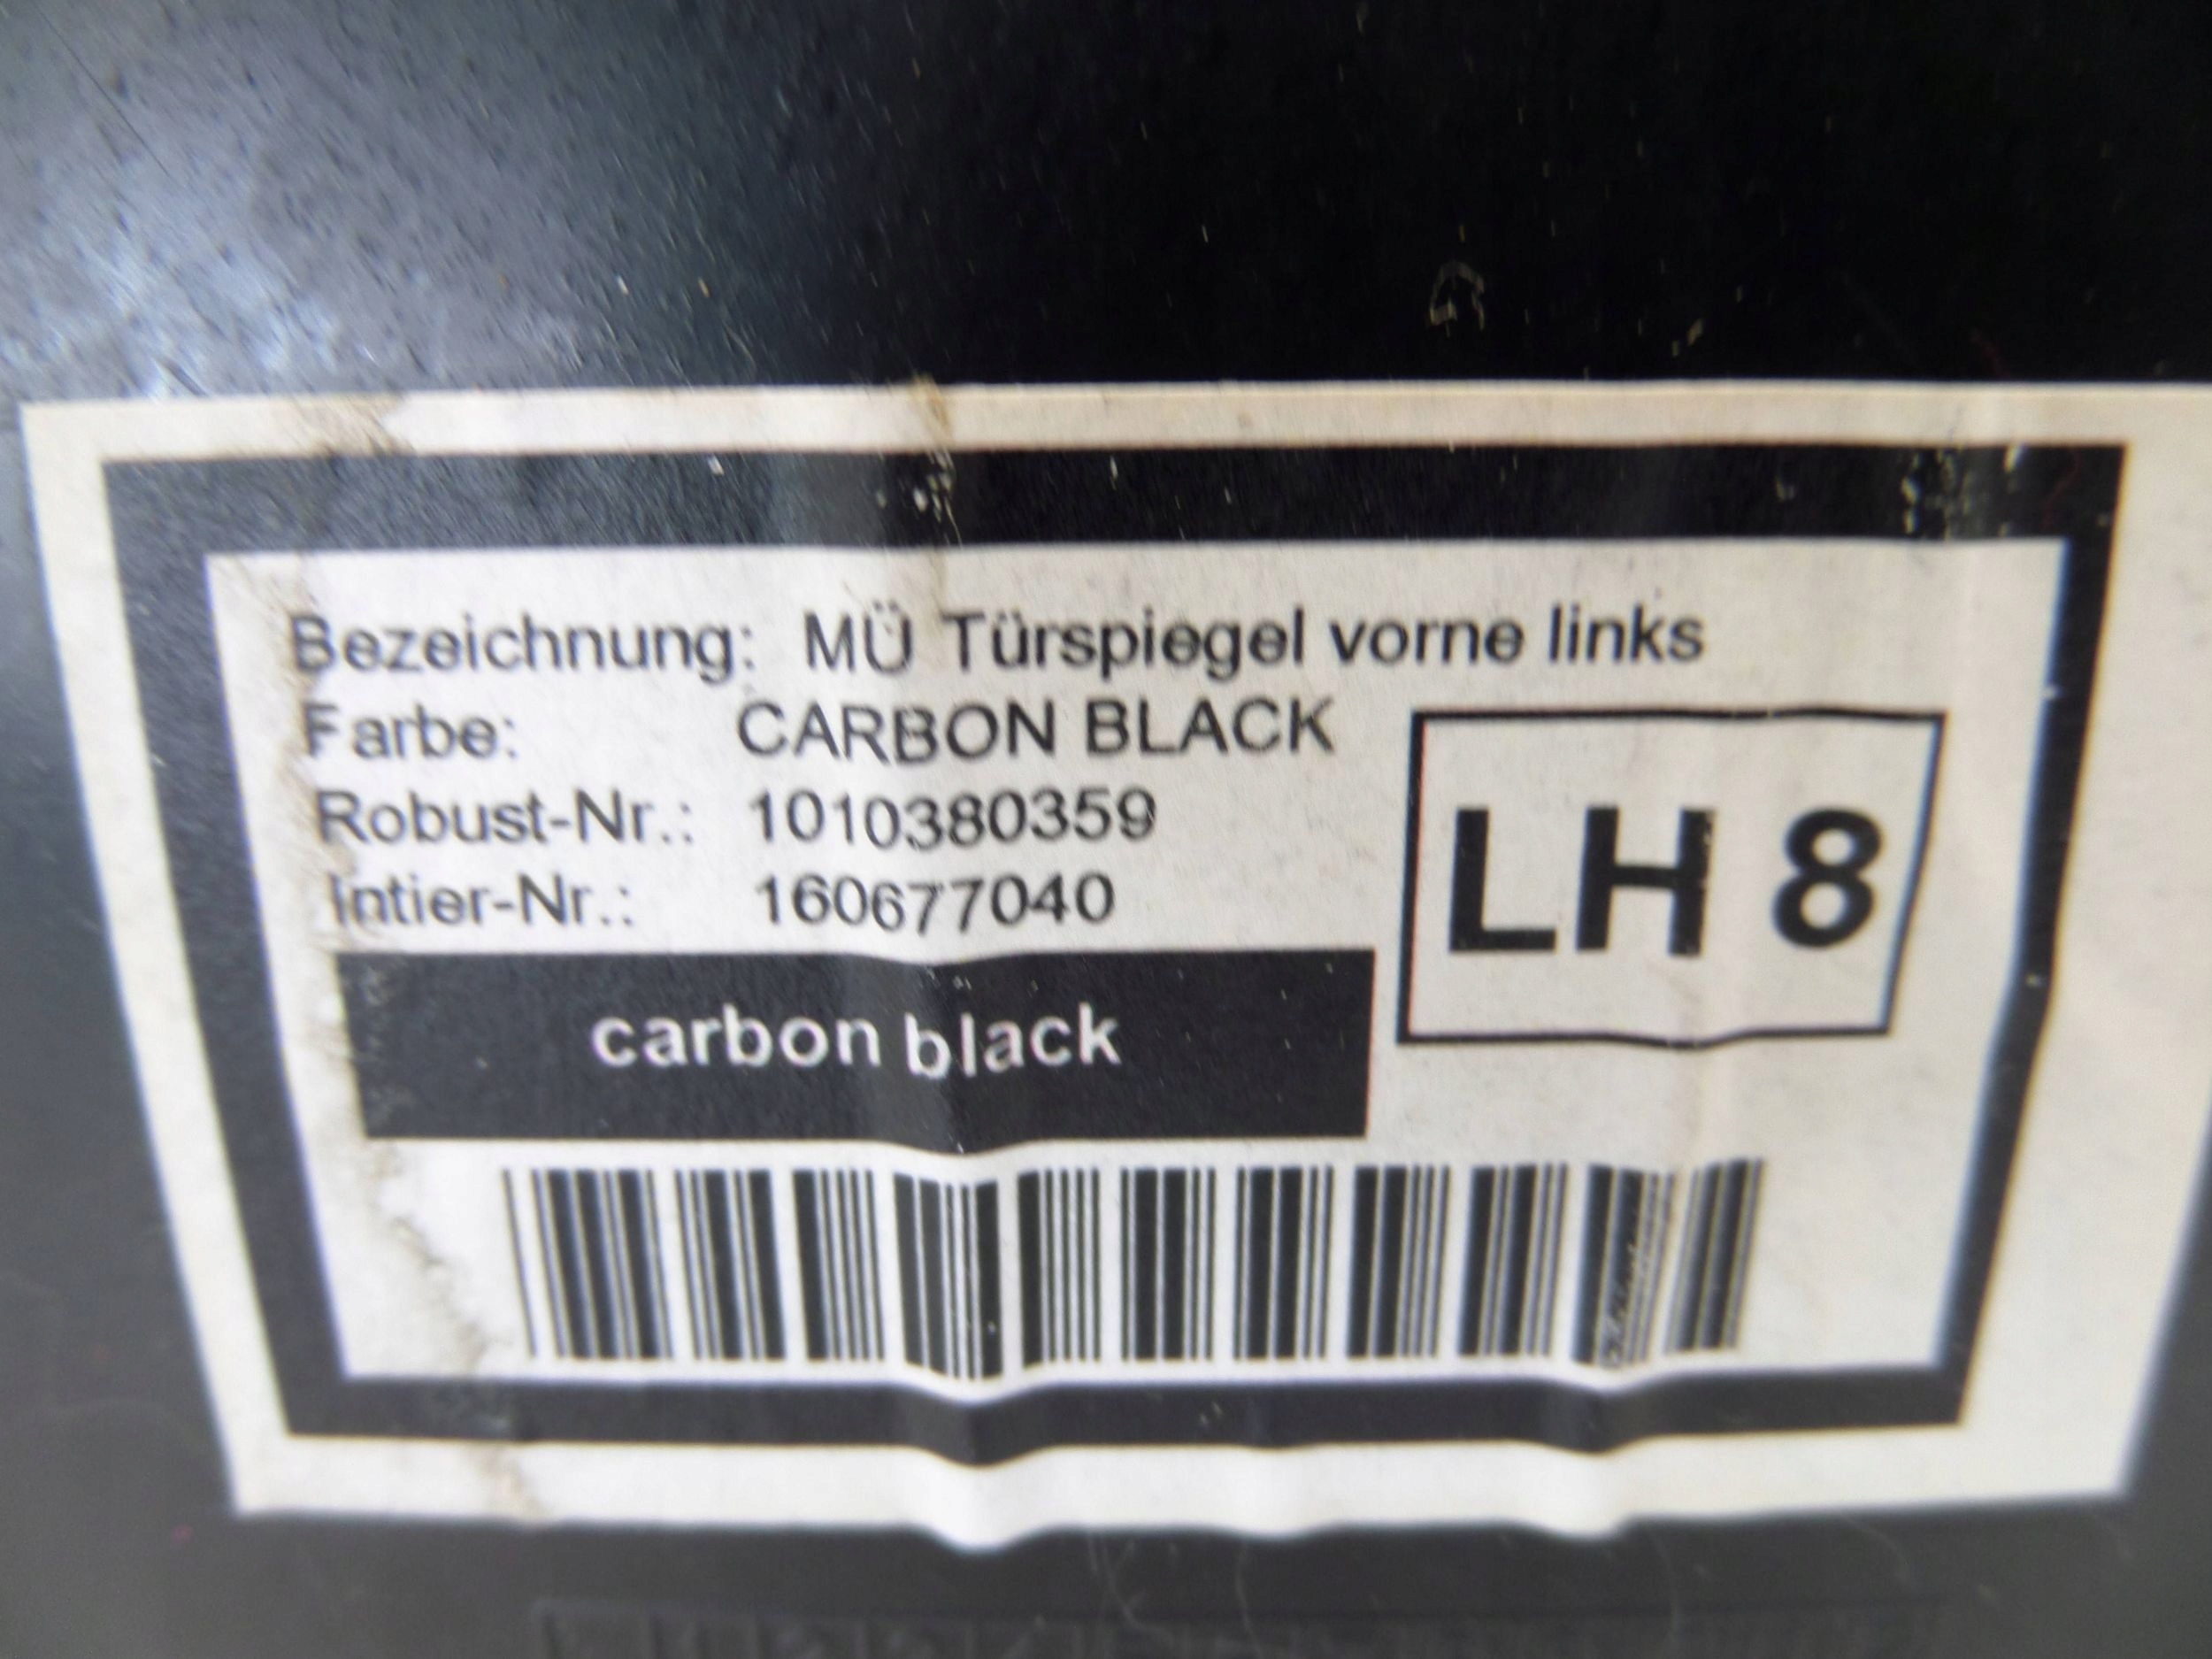 Bezeichnung: MÜ Türspiegel vorne links
Farbe: CARBON BLACK
Robust-Nr.: 1010380359
Intier-Nr.: 160677040
LH 8
carbon black